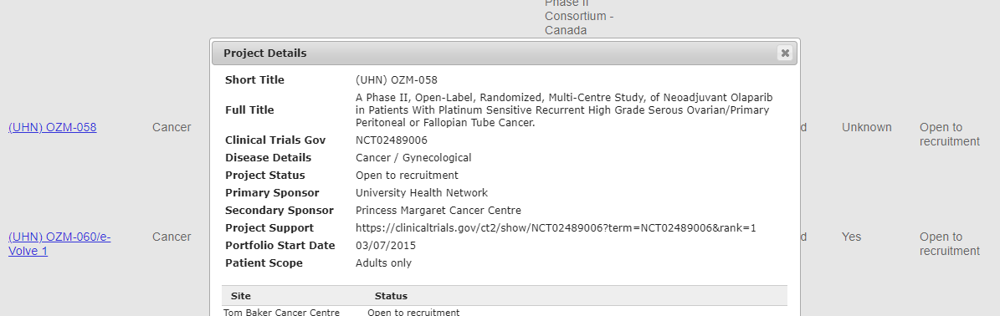 Phase II
Consortium -
Canada
Project Details
Short Title (UHN) OZM-058
Full Title A Phase II, Open-Label, Randomized, Multi-Centre Study, of Neoadjuvant Olaparib
in Patients With Platinum Sensitive Recurrent High Grade Serous Ovarian/Primary
Peritoneal or Fallopian Tube Cancer.
Clinical Trials Gov NCT02489006
Disease Details Cancer / Gynecological
Project Status Open to recruitment
Primary Sponsor University Health Network
Secondary Sponsor Princess Margaret Cancer Centre
Project Support https://clinicaltrials.gov/ct2/show/NCT02489006?term=NCT02489006&rank=1
Portfolio Start Date 03/07/2015
Patient Scope Adults only
Site Status
Tom Baker Cancer Centre Open to recruitment
(UHN) OZM-058 Cancer d Unknown Open to
recruitment
(UHN) OZM-060/e- Cancer d Yes Open to
Volve 1 recruitment